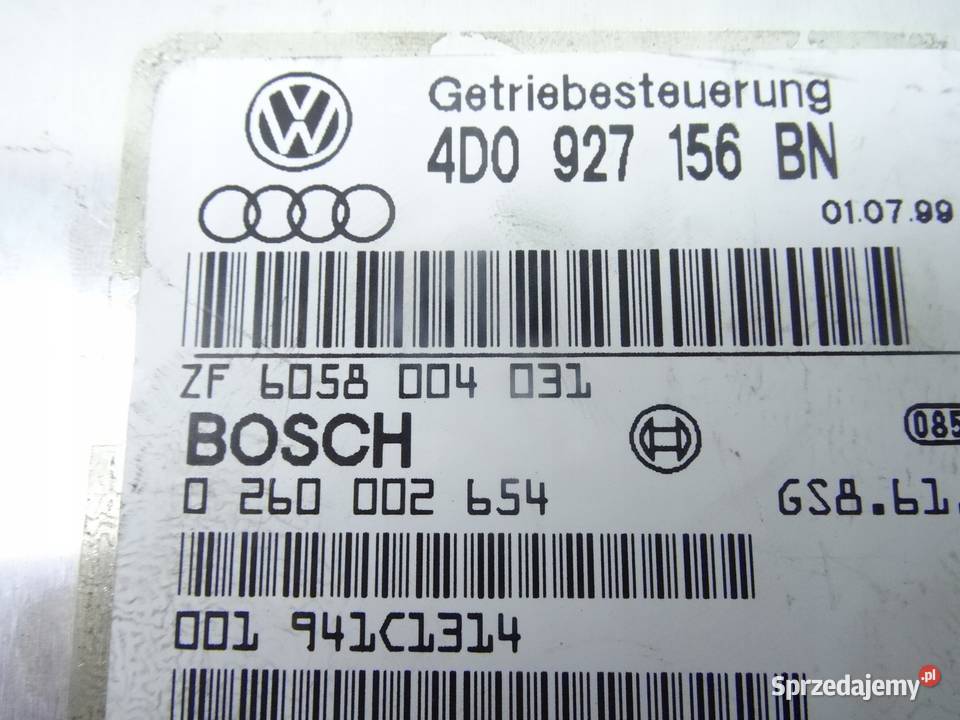 Getriebesteuerung
4D0 927 156 BN
01.07.99
ZF 6058 004 031
BOSCH
085
0 260 002 654 GS8.61.
001 941C1314
Sprzedajemy.pl